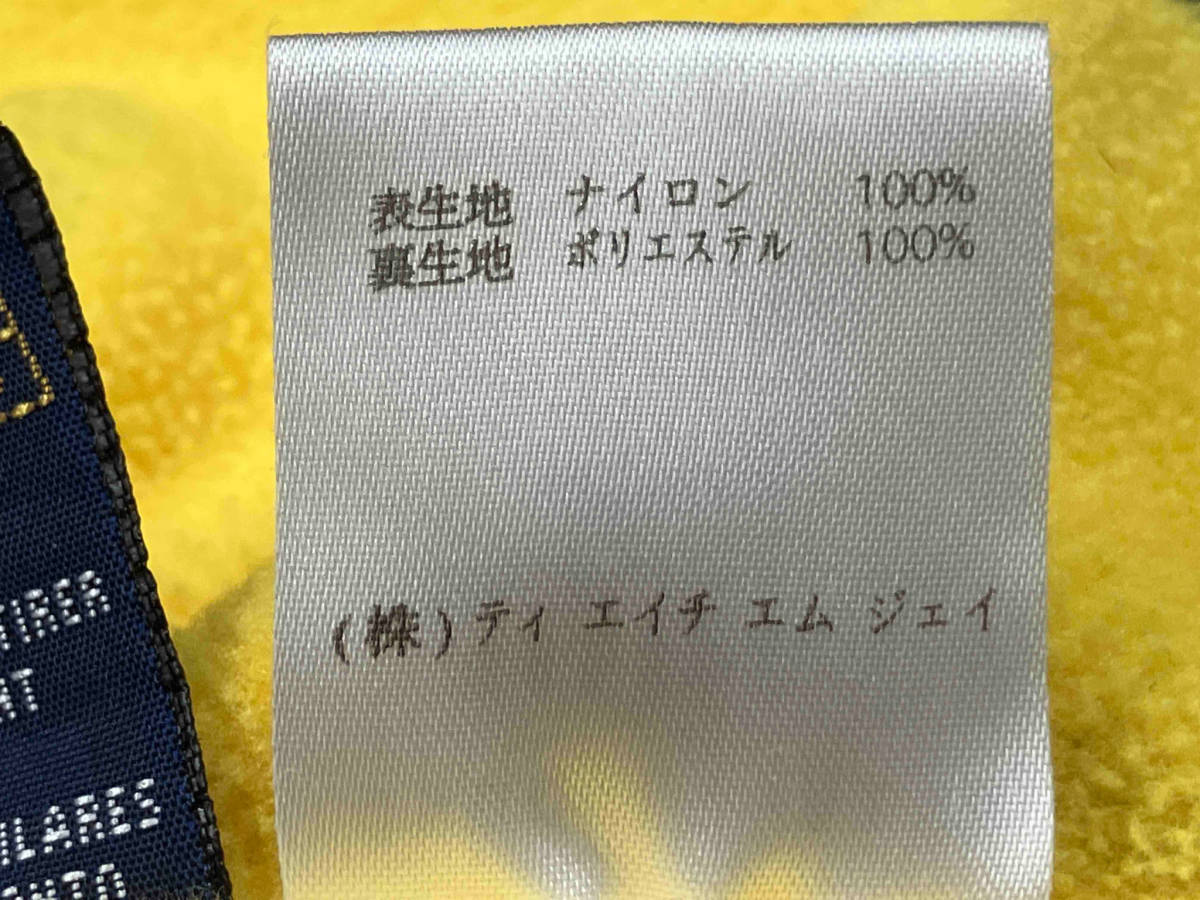 表生地 ナイロン 100%
裏生地 ポリエステル 100%
(株)ティ エイチ エム ジェイ
TIRER